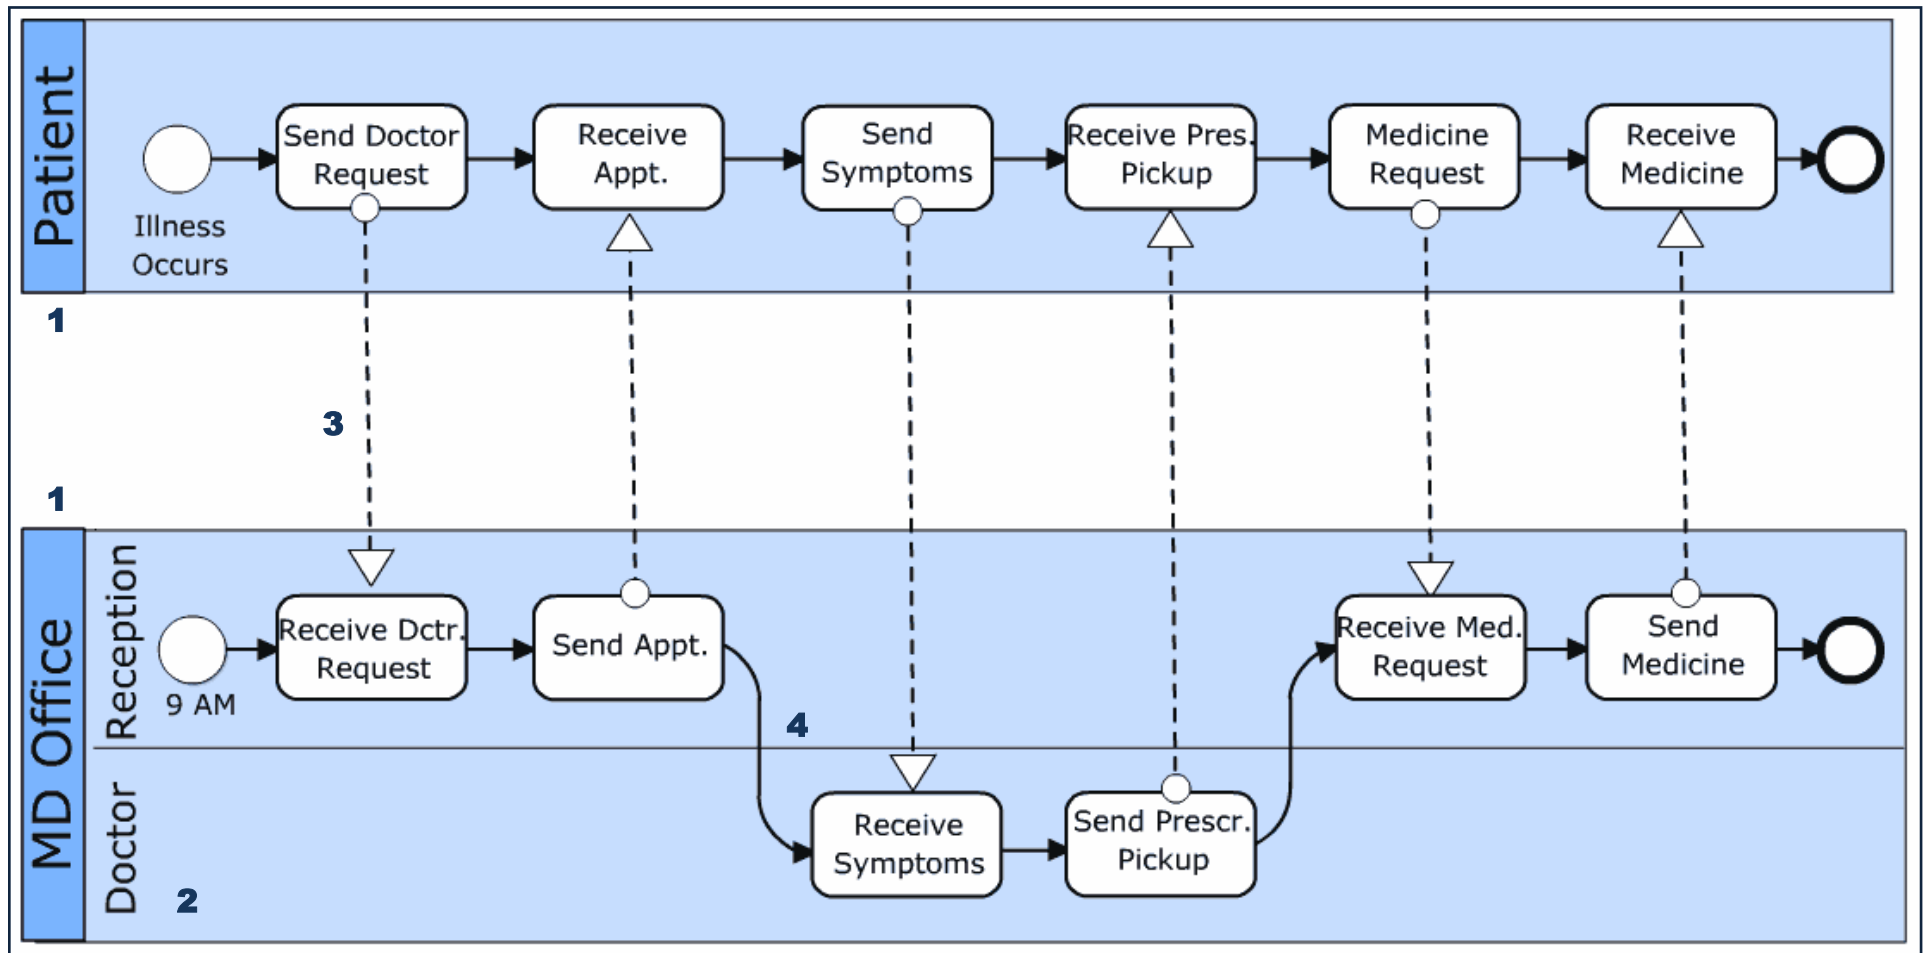 Patient
Send Doctor
Request
Receive
Appt.
Send
Symptoms
Receive Pres.
Pickup
Medicine
Request
Receive
Medicine
Illness
Occurs
1
3
1
MD Office
Reception
9 AM
Receive Dctr.
Request
Send Appt.
Receive Med.
Request
Send
Medicine
4
Doctor
2
Receive
Symptoms
Send Prescr.
Pickup